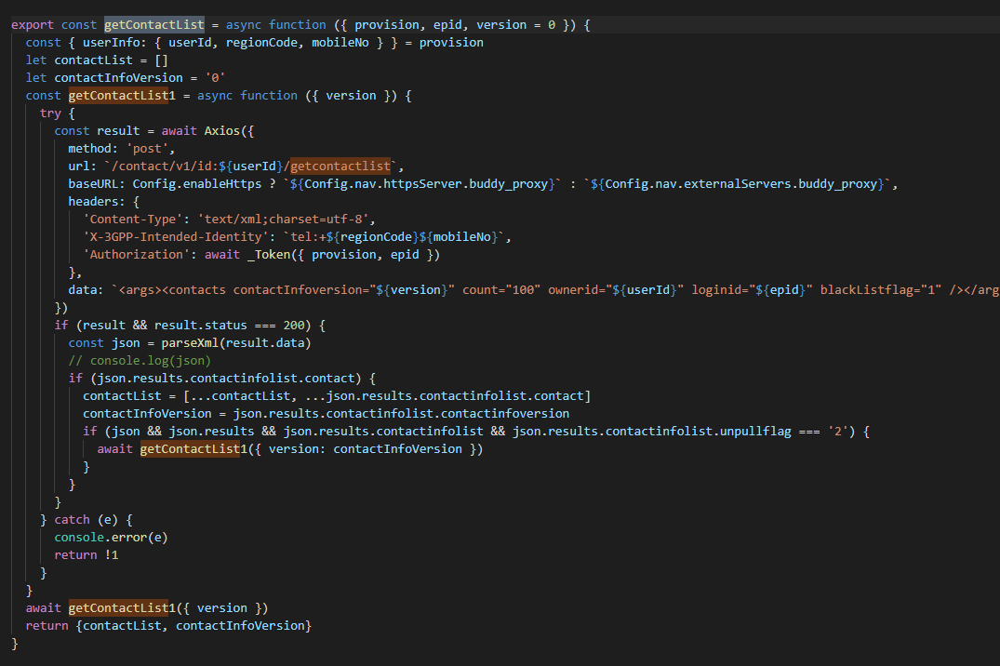 export const getContactList = async function ({ provision, epid, version = 0 }) {
const { userInfo: { userId, regionCode, mobileNo } } = provision
let contactList = []
let contactInfoVersion = '0'
const getContactList1 = async function ({ version }) {
try {
const result = await Axios({
method: 'post',
url: `/contact/v1/id:${userId}/getcontactlist`,
baseURL: Config.enableHttps ? `${Config.nav.httpsServer.buddy_proxy}` : `${Config.nav.externalServers.buddy_proxy}`,
headers: {
'Content-Type': 'text/xml;charset=utf-8',
'X-3GPP-Intended-Identity': `tel:+${regionCode}${mobileNo}`,
'Authorization': await _Token({ provision, epid })
},
data: `<args><contacts contactInfoversion="${version}" count="100" ownerid="${userId}" loginid="${epid}" blackListflag="1" /></arg
})
if (result && result.status === 200) {
const json = parseXml(result.data)
// console.log(json)
if (json.results.contactinfolist.contact) {
contactList = [...contactList, ...json.results.contactinfolist.contact]
contactInfoVersion = json.results.contactinfolist.contactinfoversion
if (json && json.results && json.results.contactinfolist && json.results.contactinfolist.unpullflag === '2') {
await getContactList1({ version: contactInfoVersion })
}
}
}
} catch (e) {
console.error(e)
return !1
}
}
await getContactList1({ version })
return {contactList, contactInfoVersion}
}